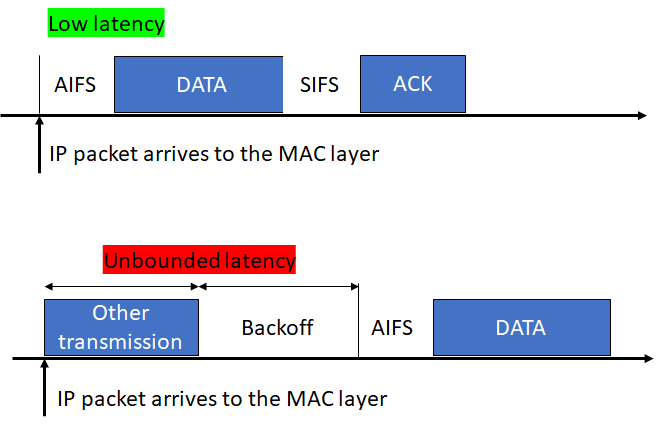 Low latency
AIFS DATA SIFS ACK
IP packet arrives to the MAC layer
Unbounded latency
Other
transmission
Backoff AIFS DATA
IP packet arrives to the MAC layer